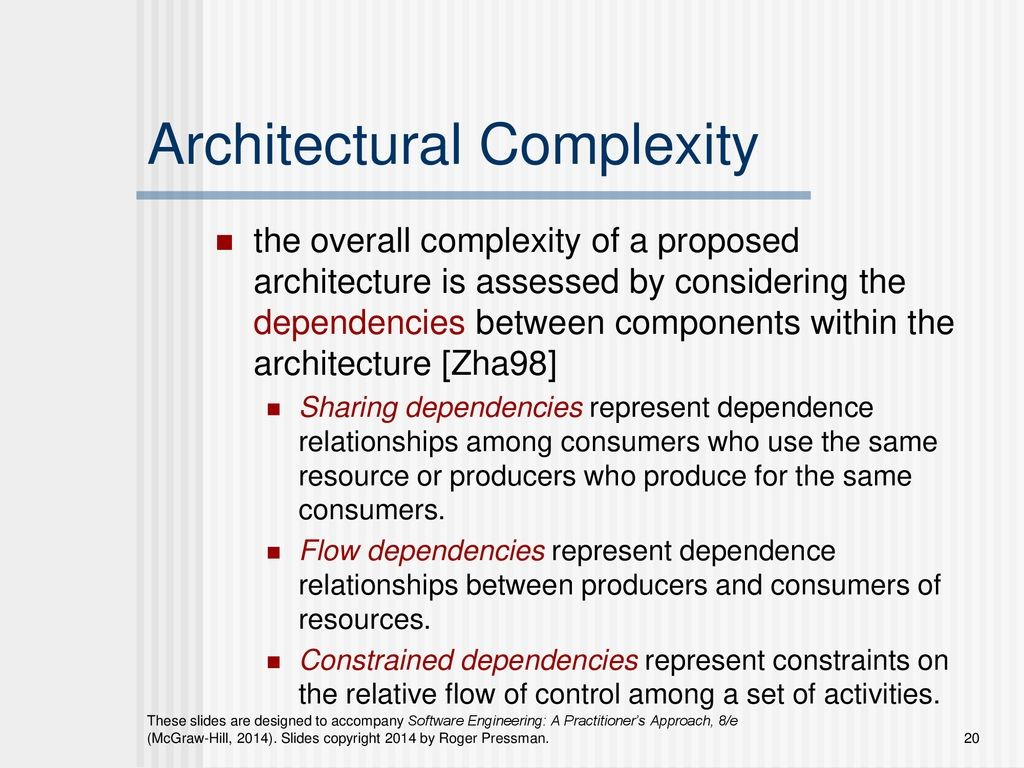 Architectural Complexity
the overall complexity of a proposed
architecture is assessed by considering the
dependencies between components within the
architecture [Zha98]
Sharing dependencies represent dependence
relationships among consumers who use the same
resource or producers who produce for the same
consumers.
Flow dependencies represent dependence
relationships between producers and consumers of
resources.
Constrained dependencies represent constraints on
the relative flow of control among a set of activities.
These slides are designed to accompany Software Engineering: A Practitioner's Approach, 8/e
(McGraw-Hill, 2014). Slides copyright 2014 by Roger Pressman.
20